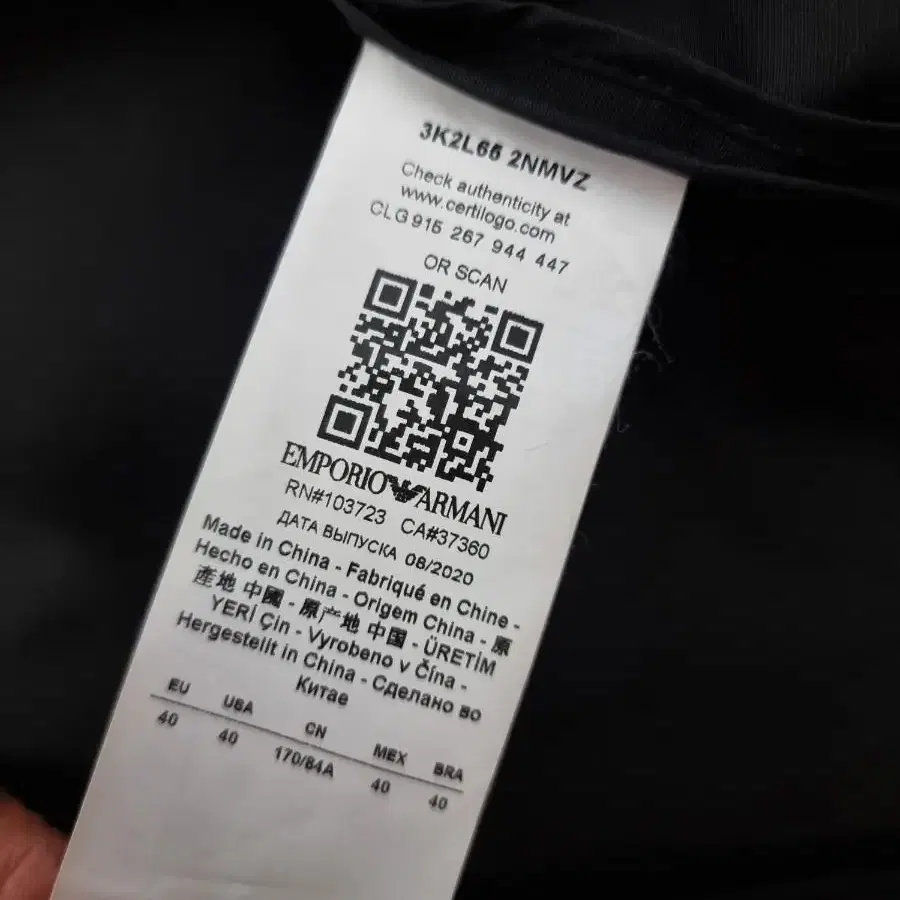 3K2L66 2NMVZ
Check authenticity at
www.certilogo.com
CLG 915 267 944 447
OR SCAN
EMPORIO ARMANI
RN#103723 CA#37360
ДАТА ВЫПУСКА 08/2020
Made in China - Fabriqué en Chine -
Hecho en China - Origem China - 原
產地 中國 - 原产地 中国 - ÜRETİM
YERİ Çin - Vyrobeno v Čína -
Hergestellt in China - Сделано во
Китае
EU USA CN MEX BRA
40 40 170/84A 40 40